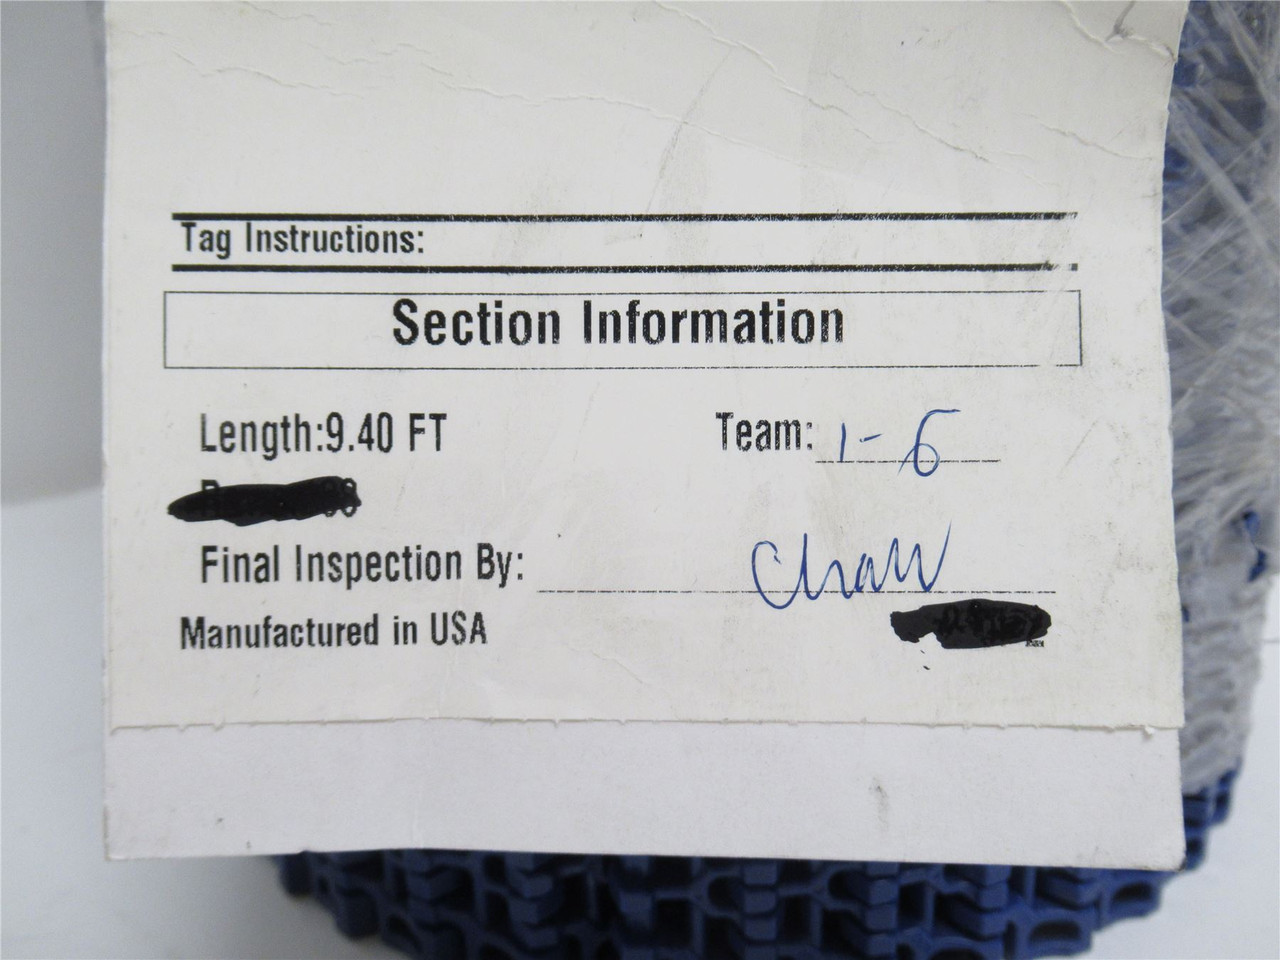 Tag Instructions:
Section Information
Length:9.40 FT
Team: 1-6
Final Inspection By:
Manufactured in USA